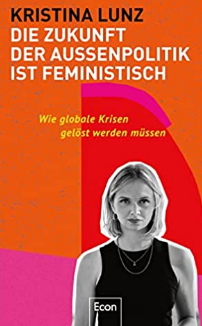 KRISTINA LUNZ
DIE ZUKUNFT
DER AUSSENPOLITIK
IST FEMINISTISCH
Wie globale Krisen
gelöst werden müssen
Econ